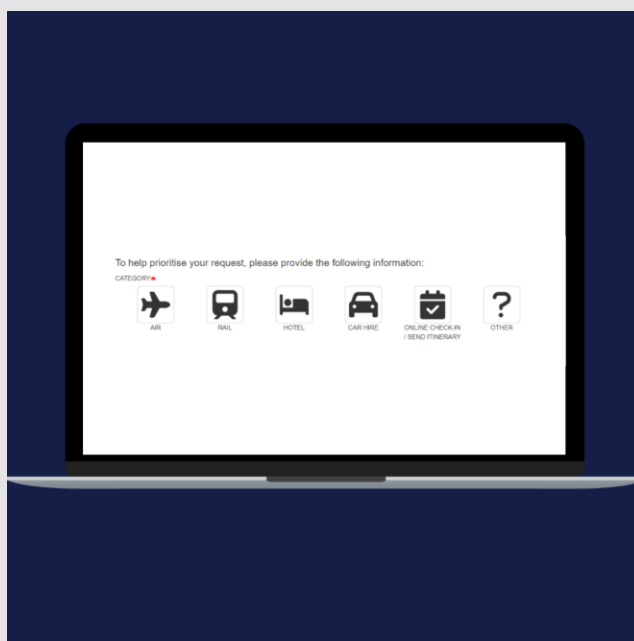 To help prioritise your request, please provide the following information:
CATEGORY*
AIR
RAIL
HOTEL
CAR HIRE
ONLINE CHECK-IN
/ SEND ITINERARY
OTHER